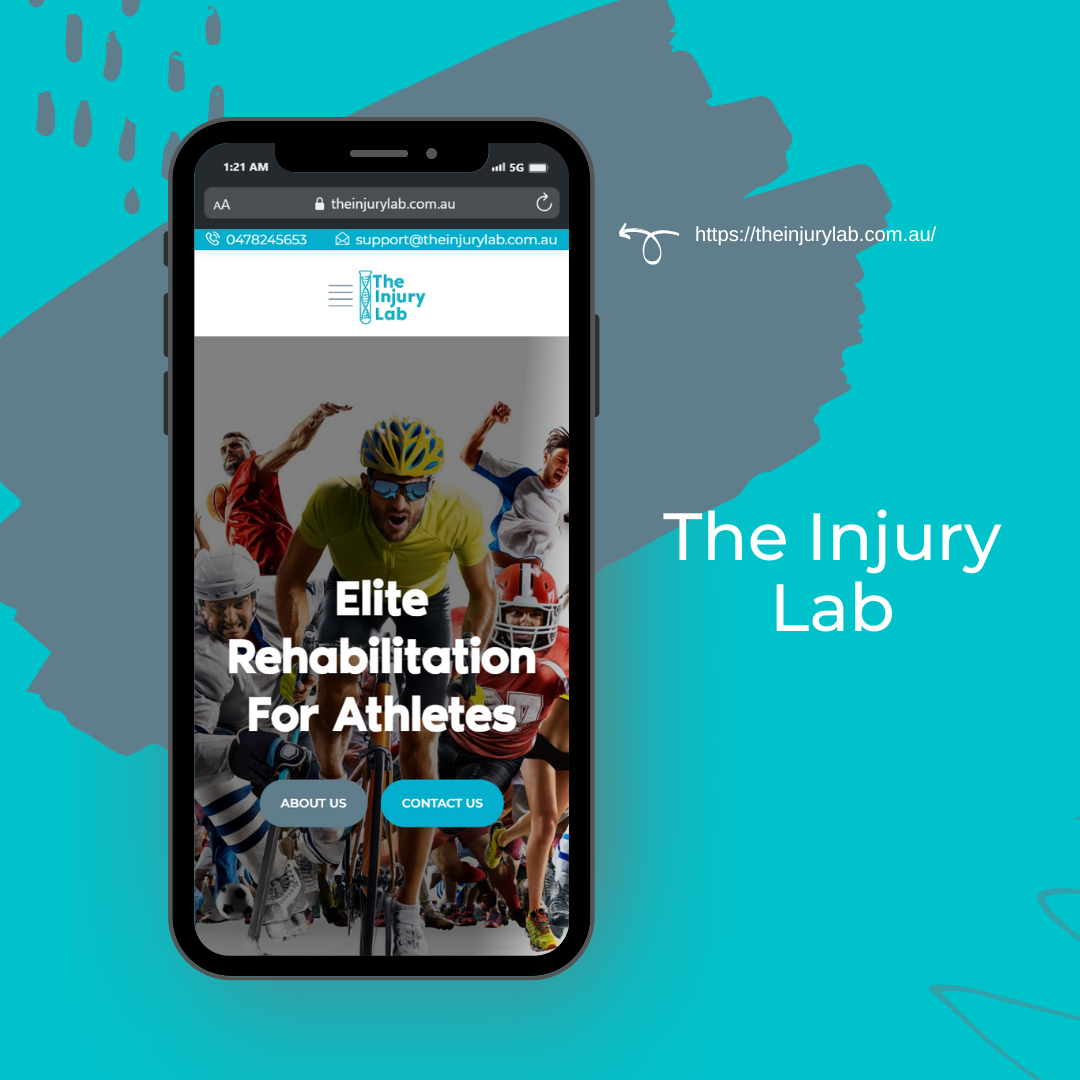 1:21 AM
5G
AA
theinjurylab.com.au
0478245653
support@theinjurylab.com.au
The
Injury
Lab
Elite
Rehabilitation
For Athletes
ABOUT US
CONTACT US
https://theinjurylab.com.au/
The Injury
Lab